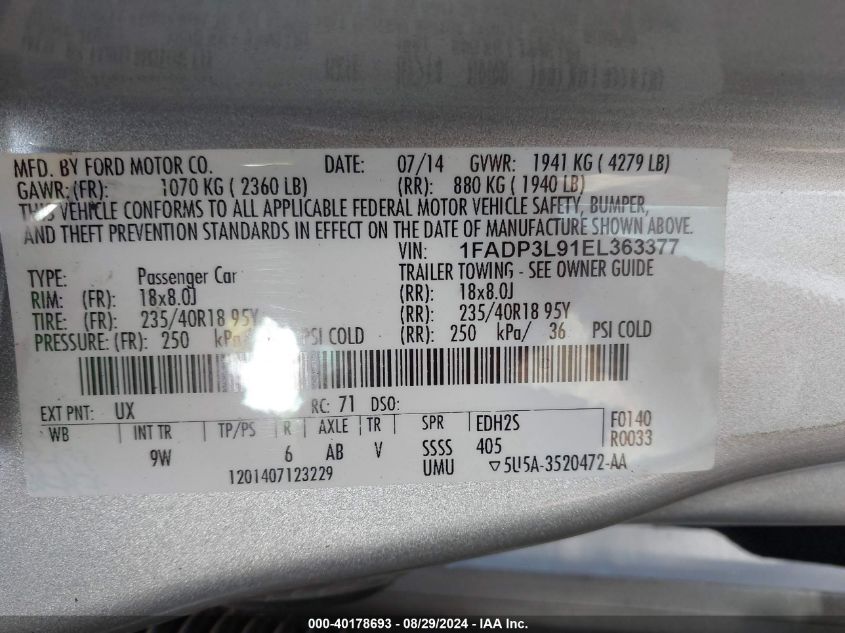 MFD. BY FORD MOTOR CO. DATE: 07/14 GVWR: 1941 KG ( 4279 LB)
GAWR: (FR): 1070 KG ( 2360 LB) (RR): 880 KG ( 1940 LB)
THIS VEHICLE CONFORMS TO ALL APPLICABLE FEDERAL MOTOR VEHICLE SAFETY, BUMPER,
AND THEFT PREVENTION STANDARDS IN EFFECT ON THE DATE OF MANUFACTURE SHOWN ABOVE.
VIN: 1FADP3L91EL363377
TYPE: Passenger Car TRAILER TOWING - SEE OWNER GUIDE
RIM: (FR): 18x8.0J (RR): 18x8.0J
TIRE: (FR): 235/40R18 95Y (RR): 235/40R18 95Y
PRESSURE: (FR): 250 kPa/ PSI COLD (RR): 250 kPa/ 36 PSI COLD
EXT PNT: UX RC: 71 DSO:
WB INT TR TP/PS R AXLE TR SPR EDH2S F0140
9W 6 AB V SSSS 405 R0033
1201407123229 UMU ▽5U5A-3520472-AA
000-40178693 - 08/29/2024 - IAA Inc.